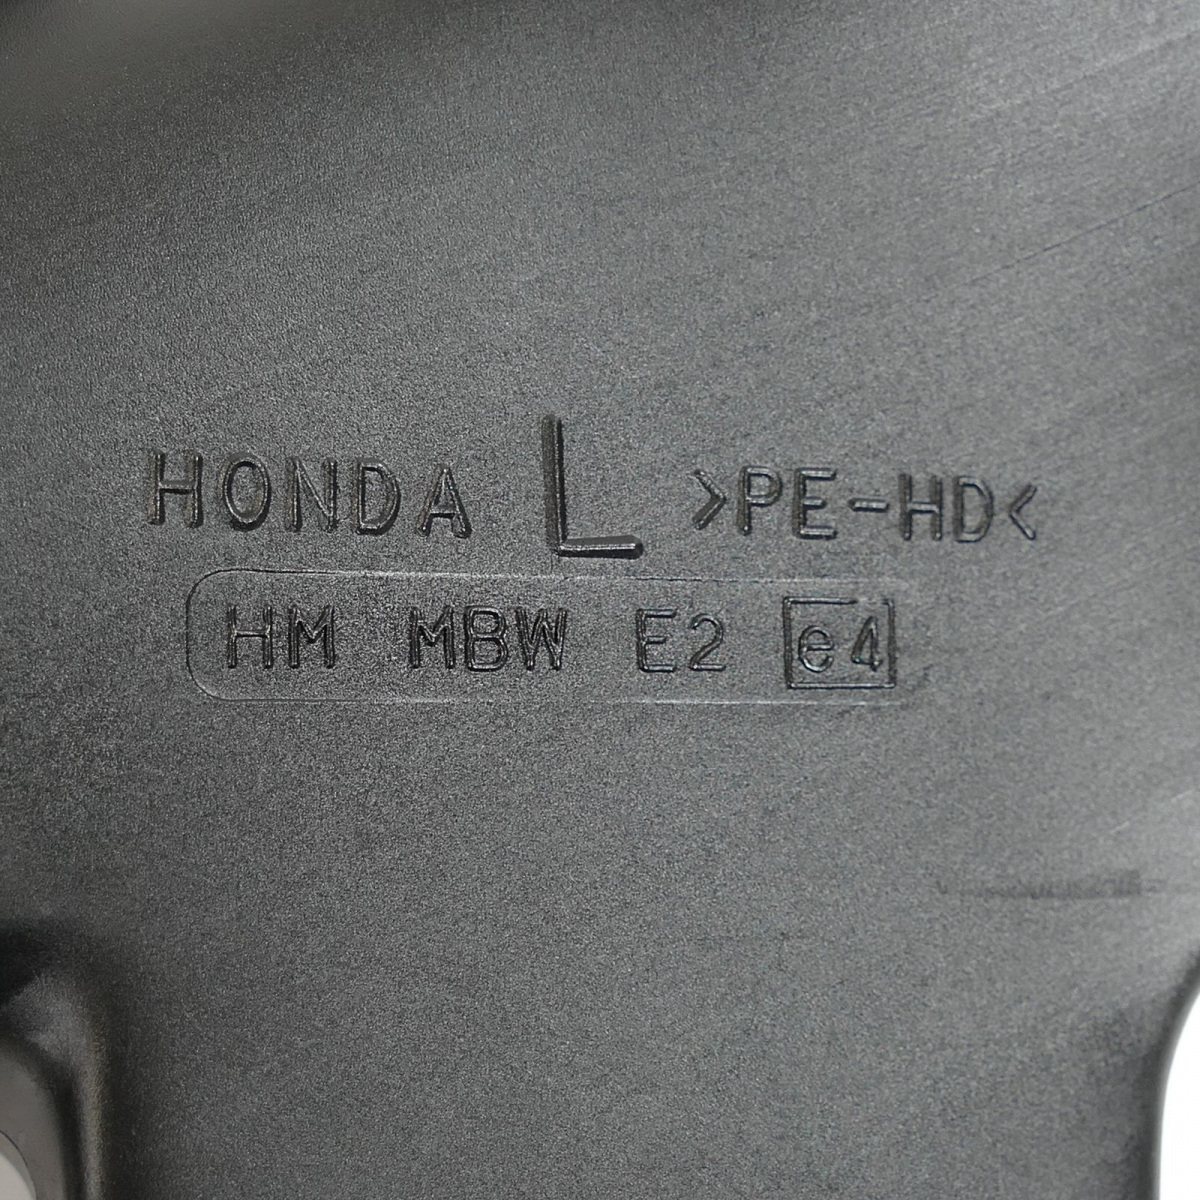 HONDA L >PE-HD<
HM MBW E2 e4